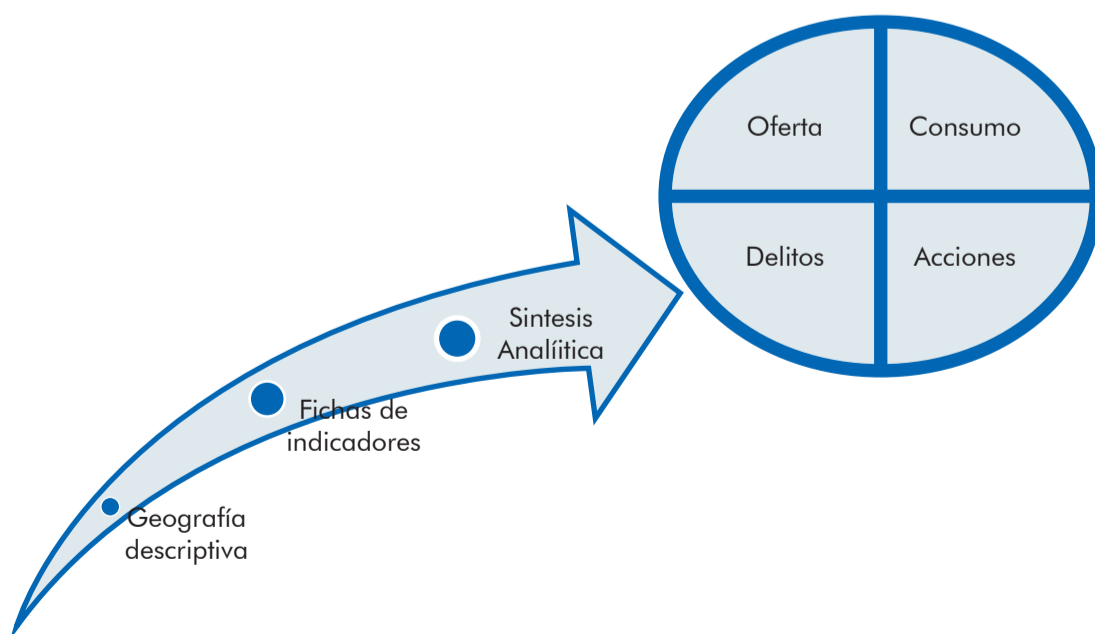 Oferta
Consumo
Delitos
Acciones
Sintesis
Analíitica
Fichas de
indicadores
Geografía
descriptiva